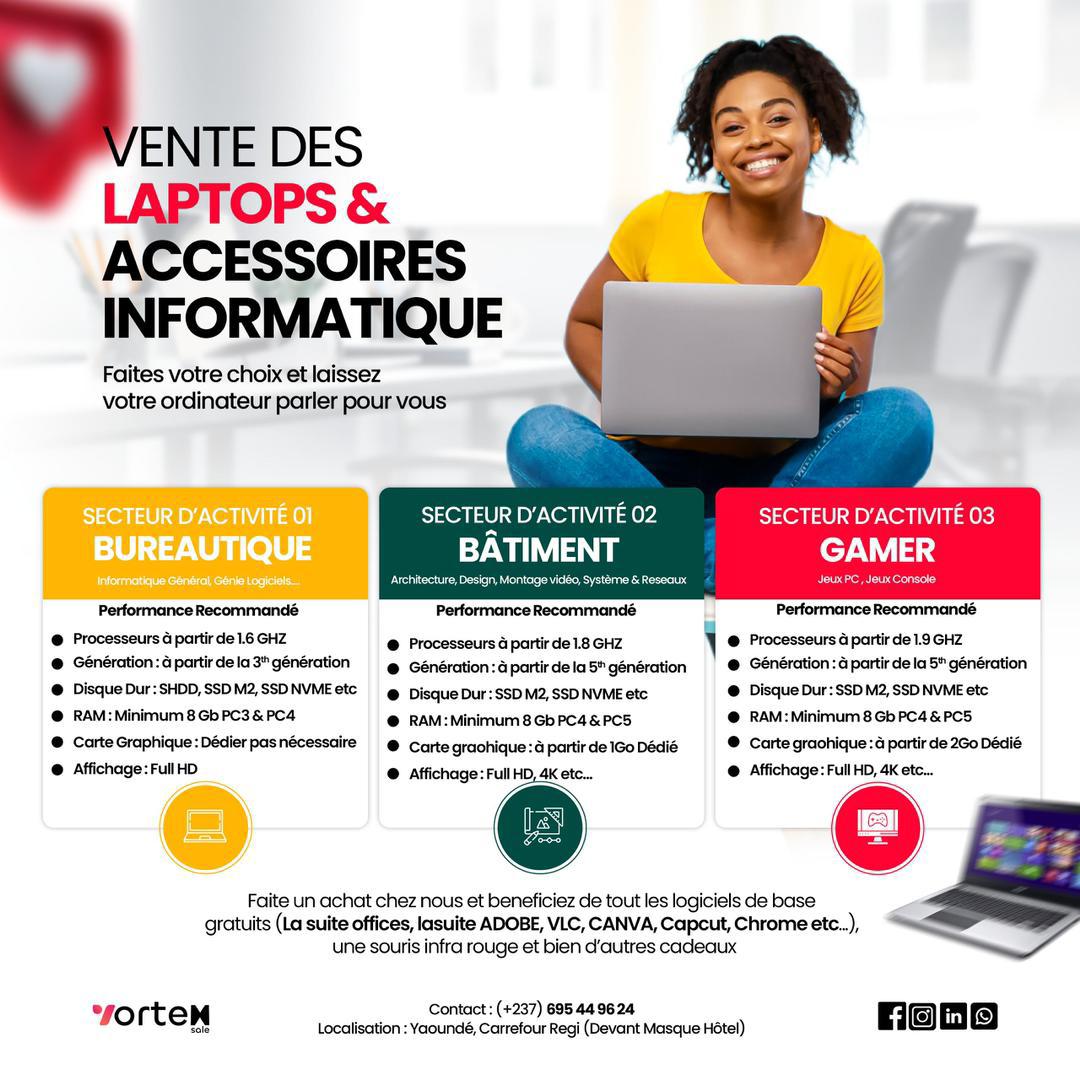 VENTE DES
LAPTOPS &
ACCESSOIRES
INFORMATIQUE
Faites votre choix et laissez
votre ordinateur parler pour vous
SECTEUR D'ACTIVITÉ 01
BUREAUTIQUE
Informatique Général, Génie Logiciels....
Performance Recommandé
Processeurs à partir de 1.6 GHZ
Génération : à partir de la 3th génération
Disque Dur : SHDD, SSD M2, SSD NVME etc
RAM : Minimum 8 Gb PC3 & PC4
Carte Graphique : Dédier pas nécessaire
Affichage : Full HD
SECTEUR D'ACTIVITÉ 02
BÂTIMENT
Architecture, Design, Montage vidéo, Système & Reseaux
Performance Recommandé
Processeurs à partir de 1.8 GHZ
Génération : à partir de la 5th génération
Disque Dur : SSD M2, SSD NVME etc
RAM : Minimum 8 Gb PC4 & PC5
Carte graohique : à partir de 1Go Dédié
Affichage : Full HD, 4K etc...
SECTEUR D'ACTIVITÉ 03
GAMER
Jeux PC , Jeux Console
Performance Recommandé
Processeurs à partir de 1.9 GHZ
Génération : à partir de la 5th génération
Disque Dur : SSD M2, SSD NVME etc
RAM : Minimum 8 Gb PC4 & PC5
Carte graohique : à partir de 2Go Dédié
Affichage : Full HD, 4K etc...
Faite un achat chez nous et beneficiez de tout les logiciels de base
gratuits (La suite offices, lasuite ADOBE, VLC, CANVA, Capcut, Chrome etc...),
une souris infra rouge et bien d'autres cadeaux
Vortex
sale
Contact : (+237) 695 44 96 24
Localisation : Yaoundé, Carrefour Regi (Devant Masque Hôtel)